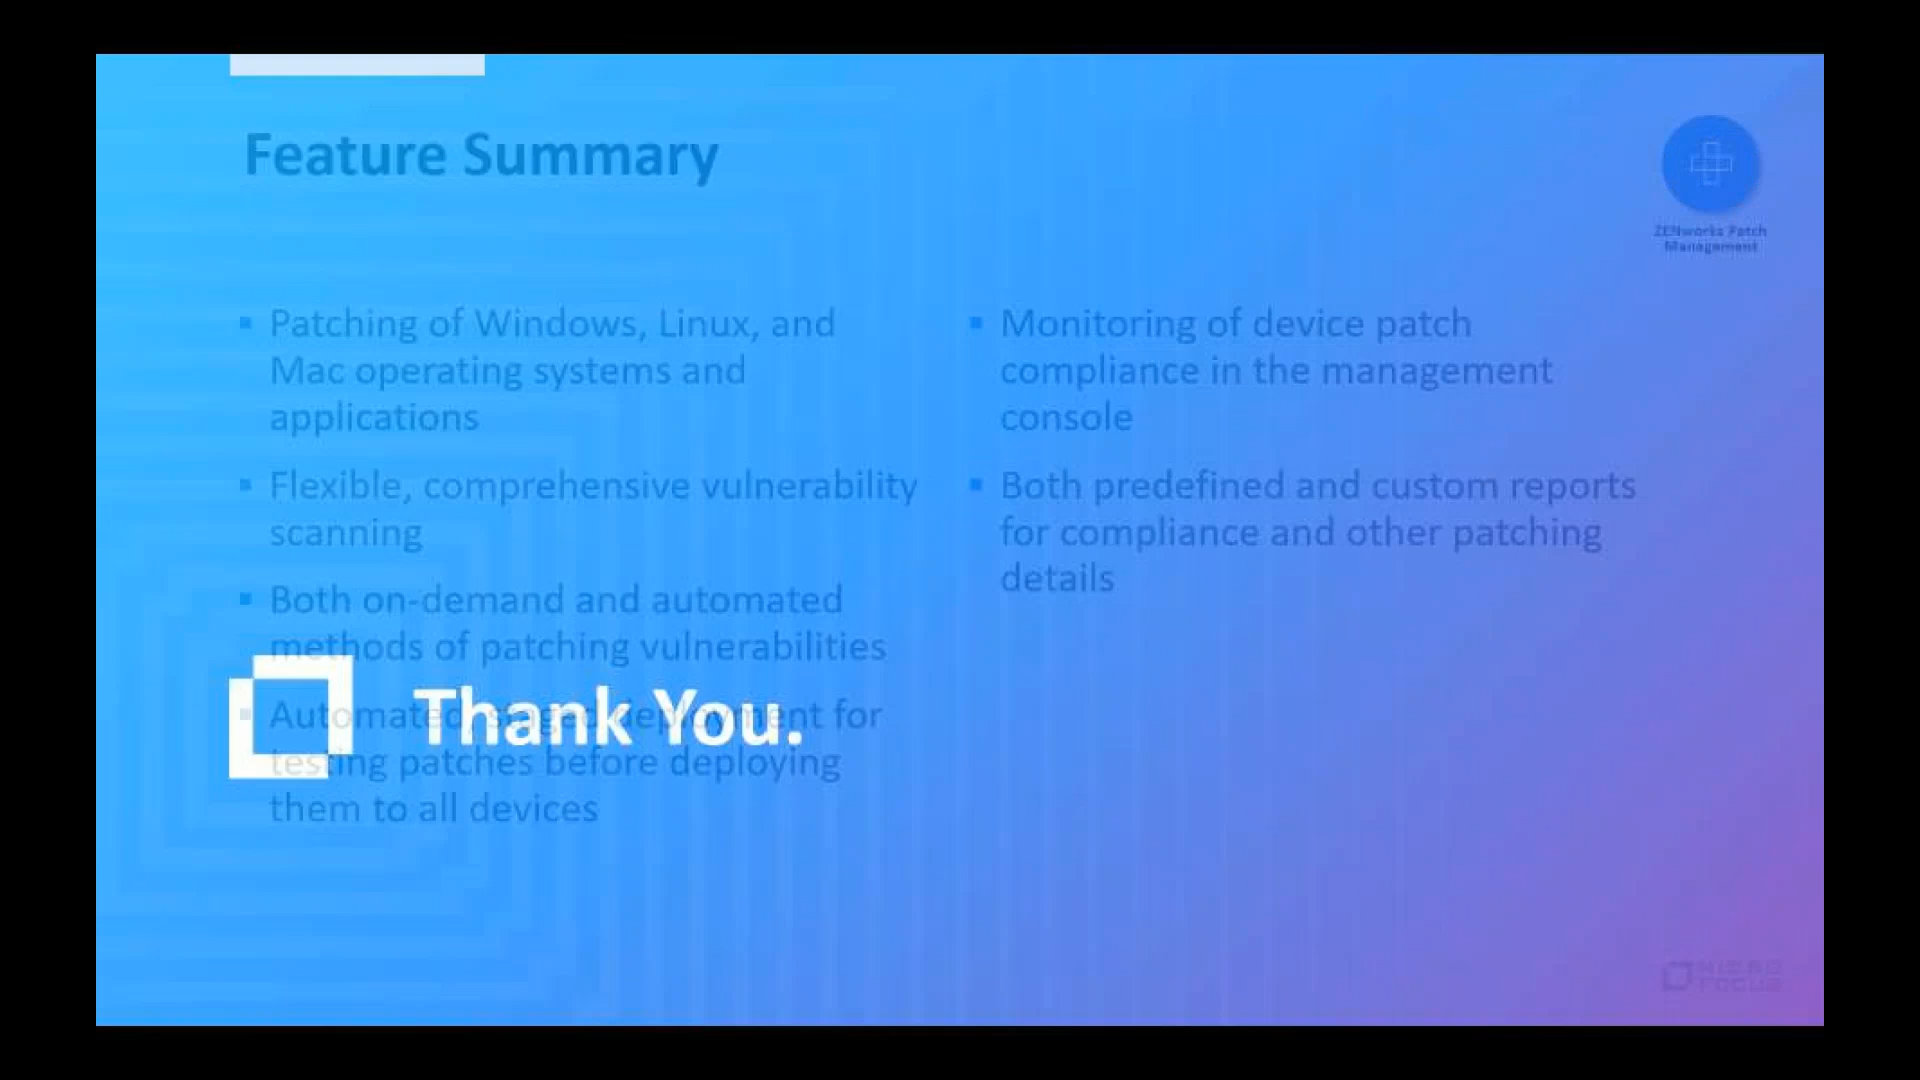 Feature Summary
ZENworks Patch
Management
▪ Patching of Windows, Linux, and
Mac operating systems and
applications
▪ Flexible, comprehensive vulnerability
scanning
▪ Both on-demand and automated
methods of patching vulnerabilities
▪ Automated, staged deployment for
testing patches before deploying
them to all devices
▪ Monitoring of device patch
compliance in the management
console
▪ Both predefined and custom reports
for compliance and other patching
details
Thank You.
MICRO
FOCUS